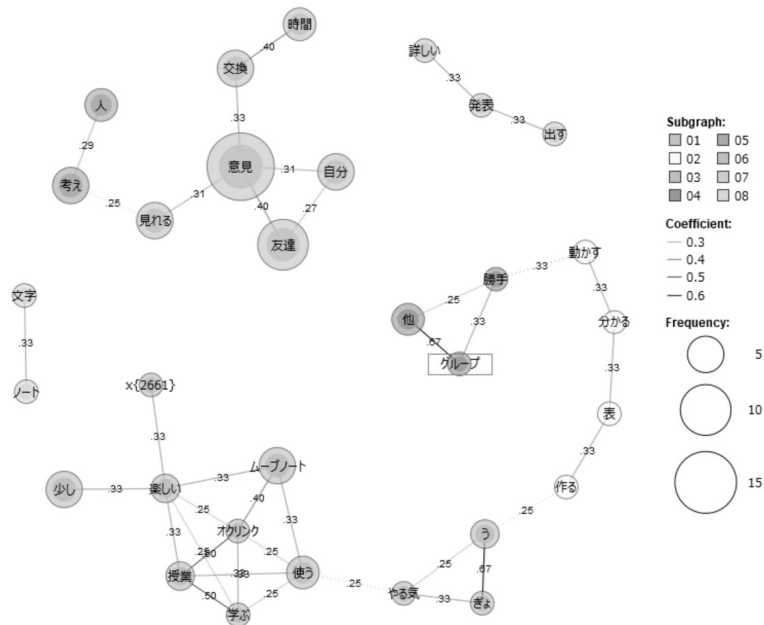 時間
.40
交換
詳しい
.33
発表
.33
出す
人
.33
.29
意見
.31
自分
考え
.25
見れる
.31
.40
.27
友達
Subgraph:
01 05
02 06
03 07
04 08
Coefficient:
0.3
0.4
0.5
0.6
Frequency:
5
10
15
動かす
.33
勝手
.33
文字
.25
.33
分かる
他
.67
グループ
.33
.33
ノート
x{2661}
表
.33
.33
ムーブノート
少し
.33
楽しい
.33
.40
作る
.25
.33
.33
オクリンク
.25
.25
う
授業
使う
.25
.67
.50
.25
.25
やる気
.33
ぎょ
学ぶ